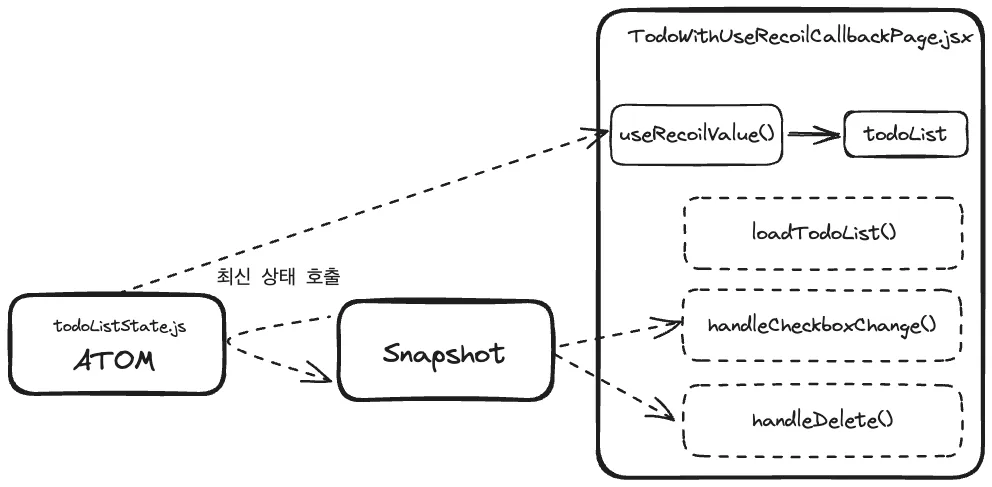 TodoWithUseRecoilCallbackPage.jsx
useRecoilValue()
todoList
loadTodoList()
최신 상태 호출
todoListState.js
ATOM
Snapshot
handleCheckboxChange()
handleDelete()